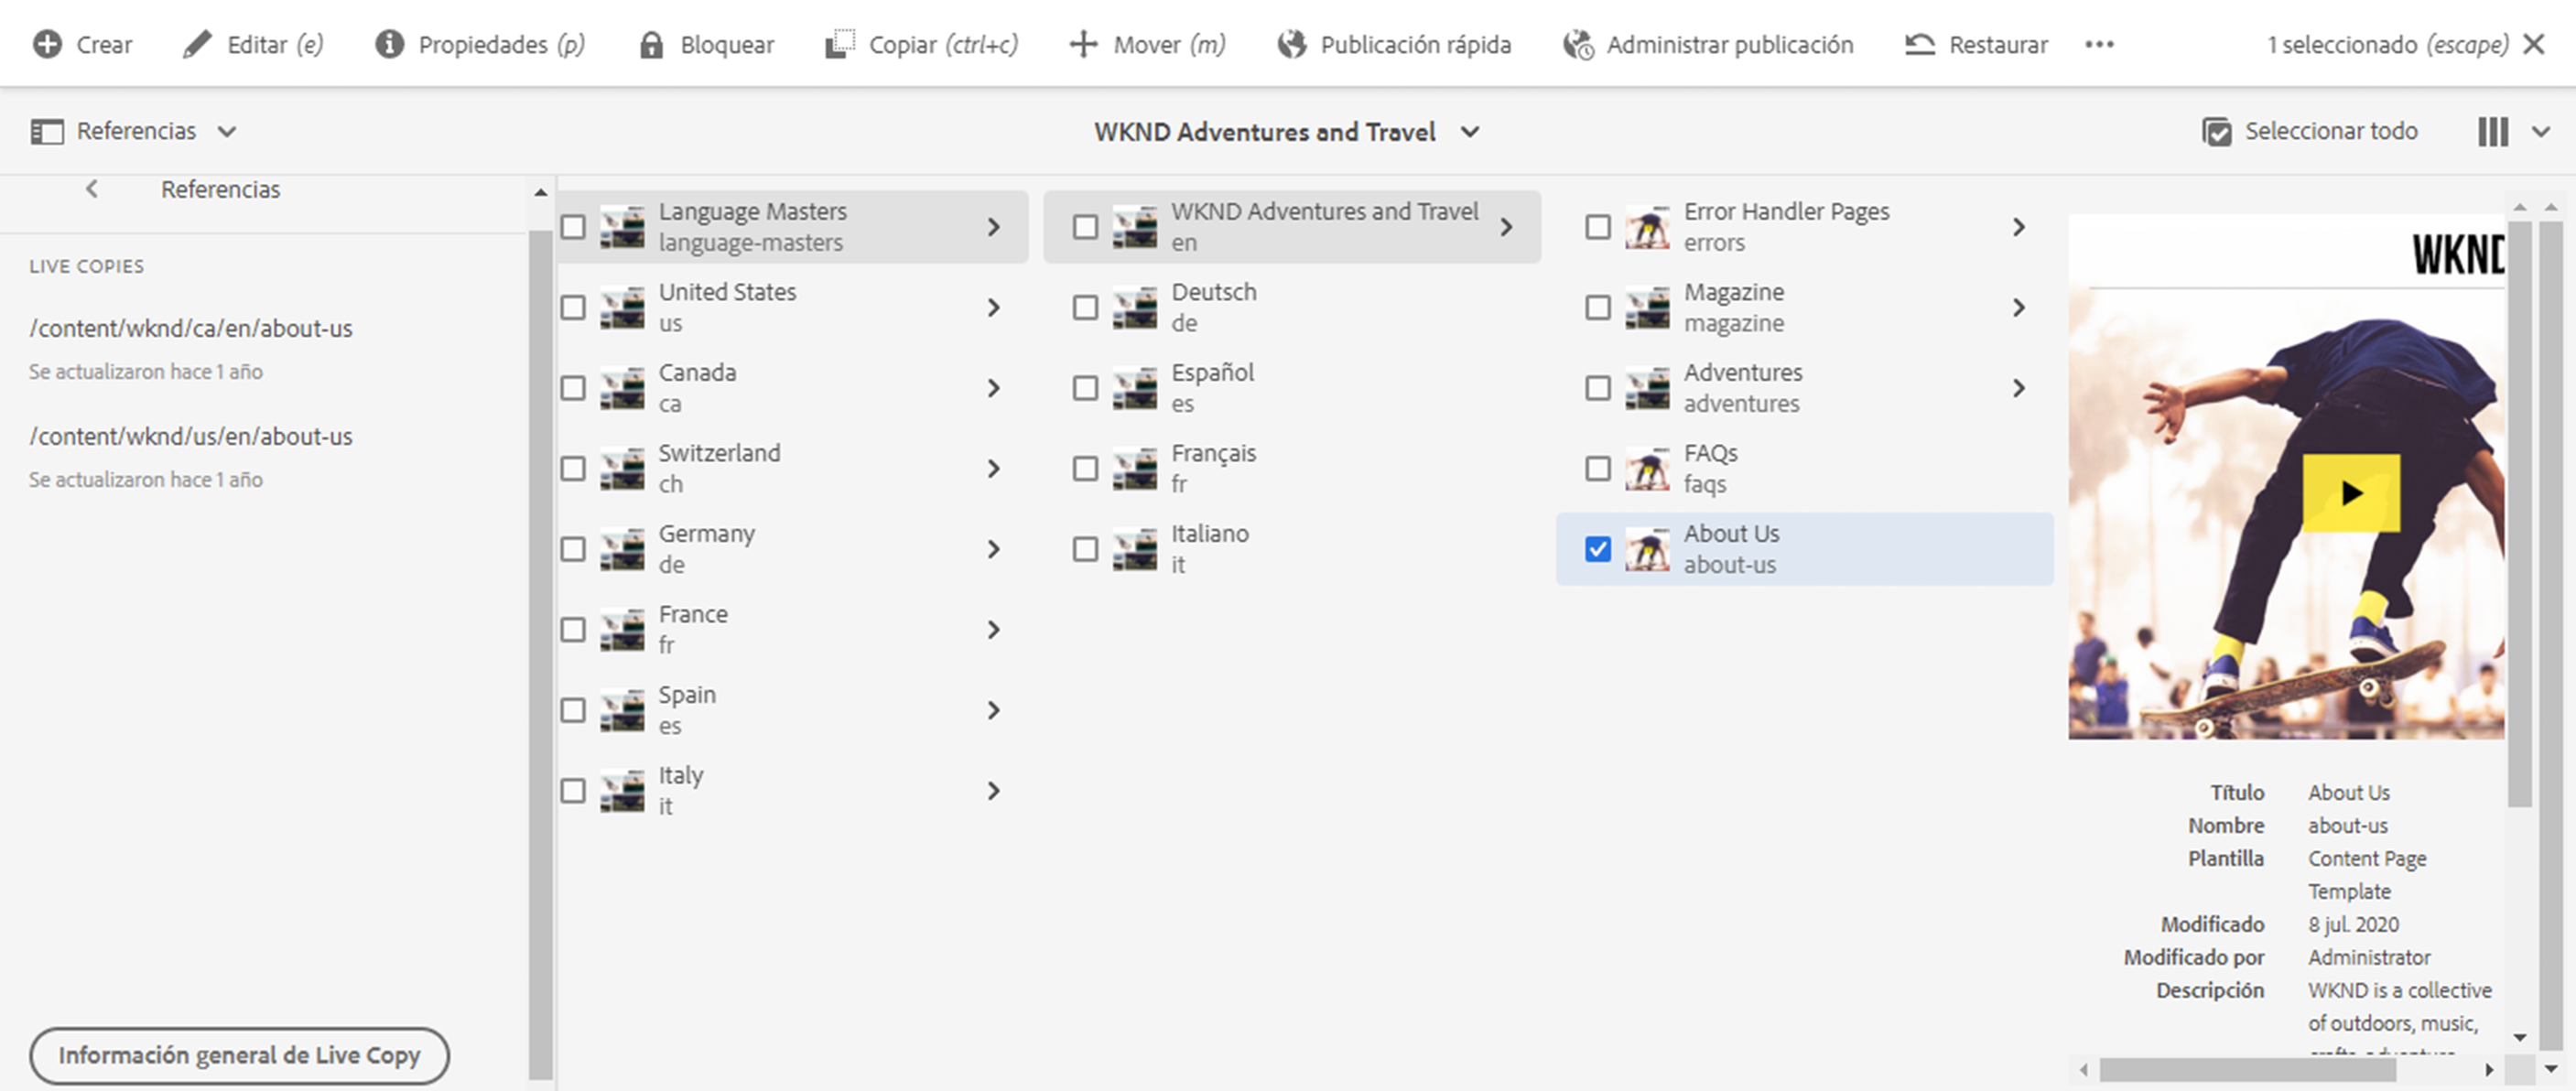 Crear
Editar (e)
Propiedades (p)
Bloquear
Copiar (ctrl+c)
Mover (m)
Publicación rápida
Administrar publicación
Restaurar
1 seleccionado (escape)
Referencias
WKND Adventures and Travel
Seleccionar todo
Referencias
LIVE COPIES
/content/wknd/ca/en/about-us
Se actualizaron hace 1 año
/content/wknd/us/en/about-us
Se actualizaron hace 1 año
Información general de Live Copy
Language Masters
language-masters
United States
us
Canada
ca
Switzerland
ch
Germany
de
France
fr
Spain
es
Italy
it
WKND Adventures and Travel
en
Deutsch
de
Español
es
Français
fr
Italiano
it
Error Handler Pages
errors
Magazine
magazine
Adventures
adventures
FAQs
faqs
About Us
about-us
WKND
Título About Us
Nombre about-us
Plantilla Content Page
Template
Modificado 8 jul. 2020
Modificado por Administrator
Descripción WKND is a collective
of outdoors, music,